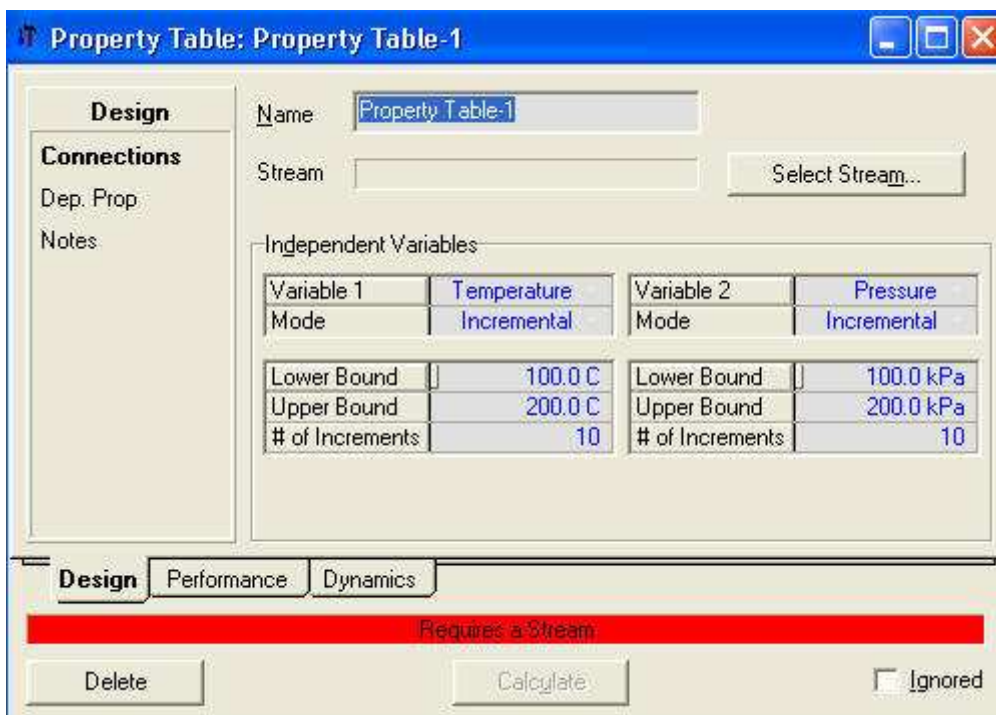 Property Table: Property Table-1
Design
Connections
Dep. Prop
Notes
Name Property Table-1
Stream Select Stream...
Independent Variables
Variable 1 Temperature Variable 2 Pressure
Mode Incremental Mode Incremental
Lower Bound 100.0 C Lower Bound 100.0 kPa
Upper Bound 200.0 C Upper Bound 200.0 kPa
# of Increments 10 # of Increments 10
Design Performance Dynamics
Requires a Stream
Delete Calculate Ignored